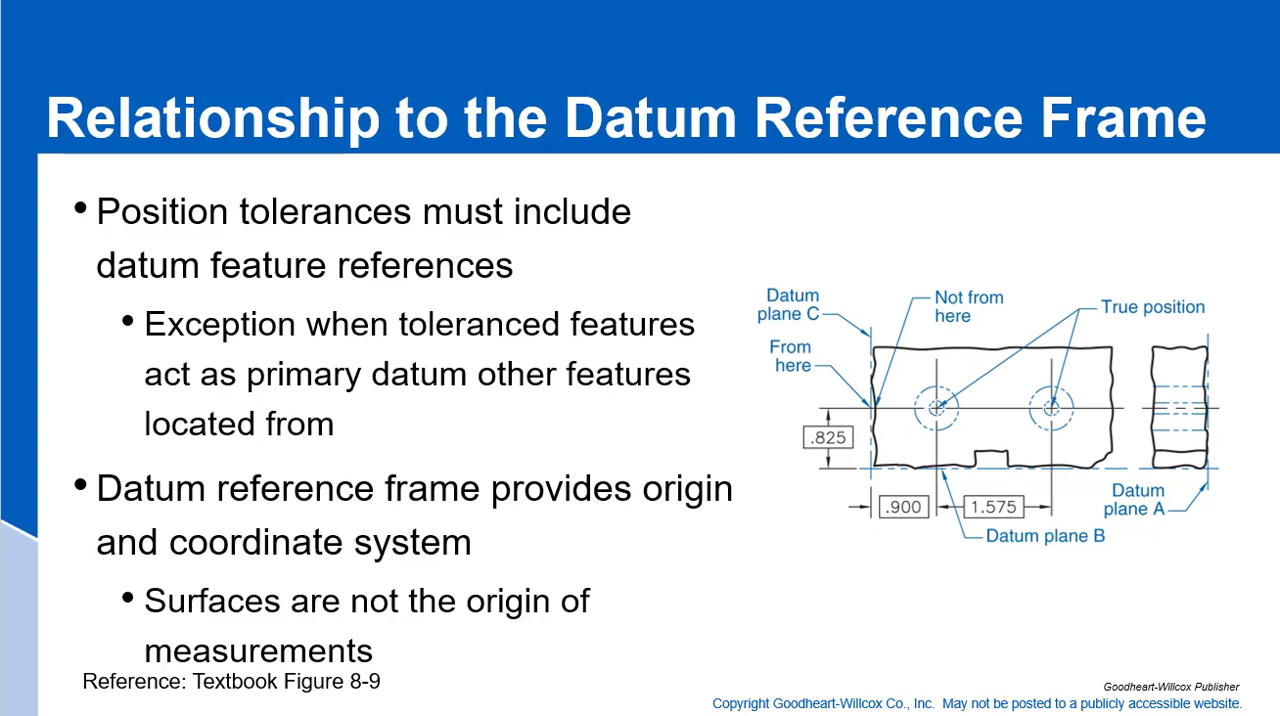 Relationship to the Datum Reference Frame
• Position tolerances must include
datum feature references
• Exception when toleranced features
act as primary datum other features
located from
• Datum reference frame provides origin
and coordinate system
• Surfaces are not the origin of
measurements
Reference: Textbook Figure 8-9
Datum
plane C
Not from
here
True position
From
here
.825
.900
1.575
Datum
plane A
Datum plane B
Goodheart-Willcox Publisher
Copyright Goodheart-Willcox Co., Inc. May not be posted to a publicly accessible website.